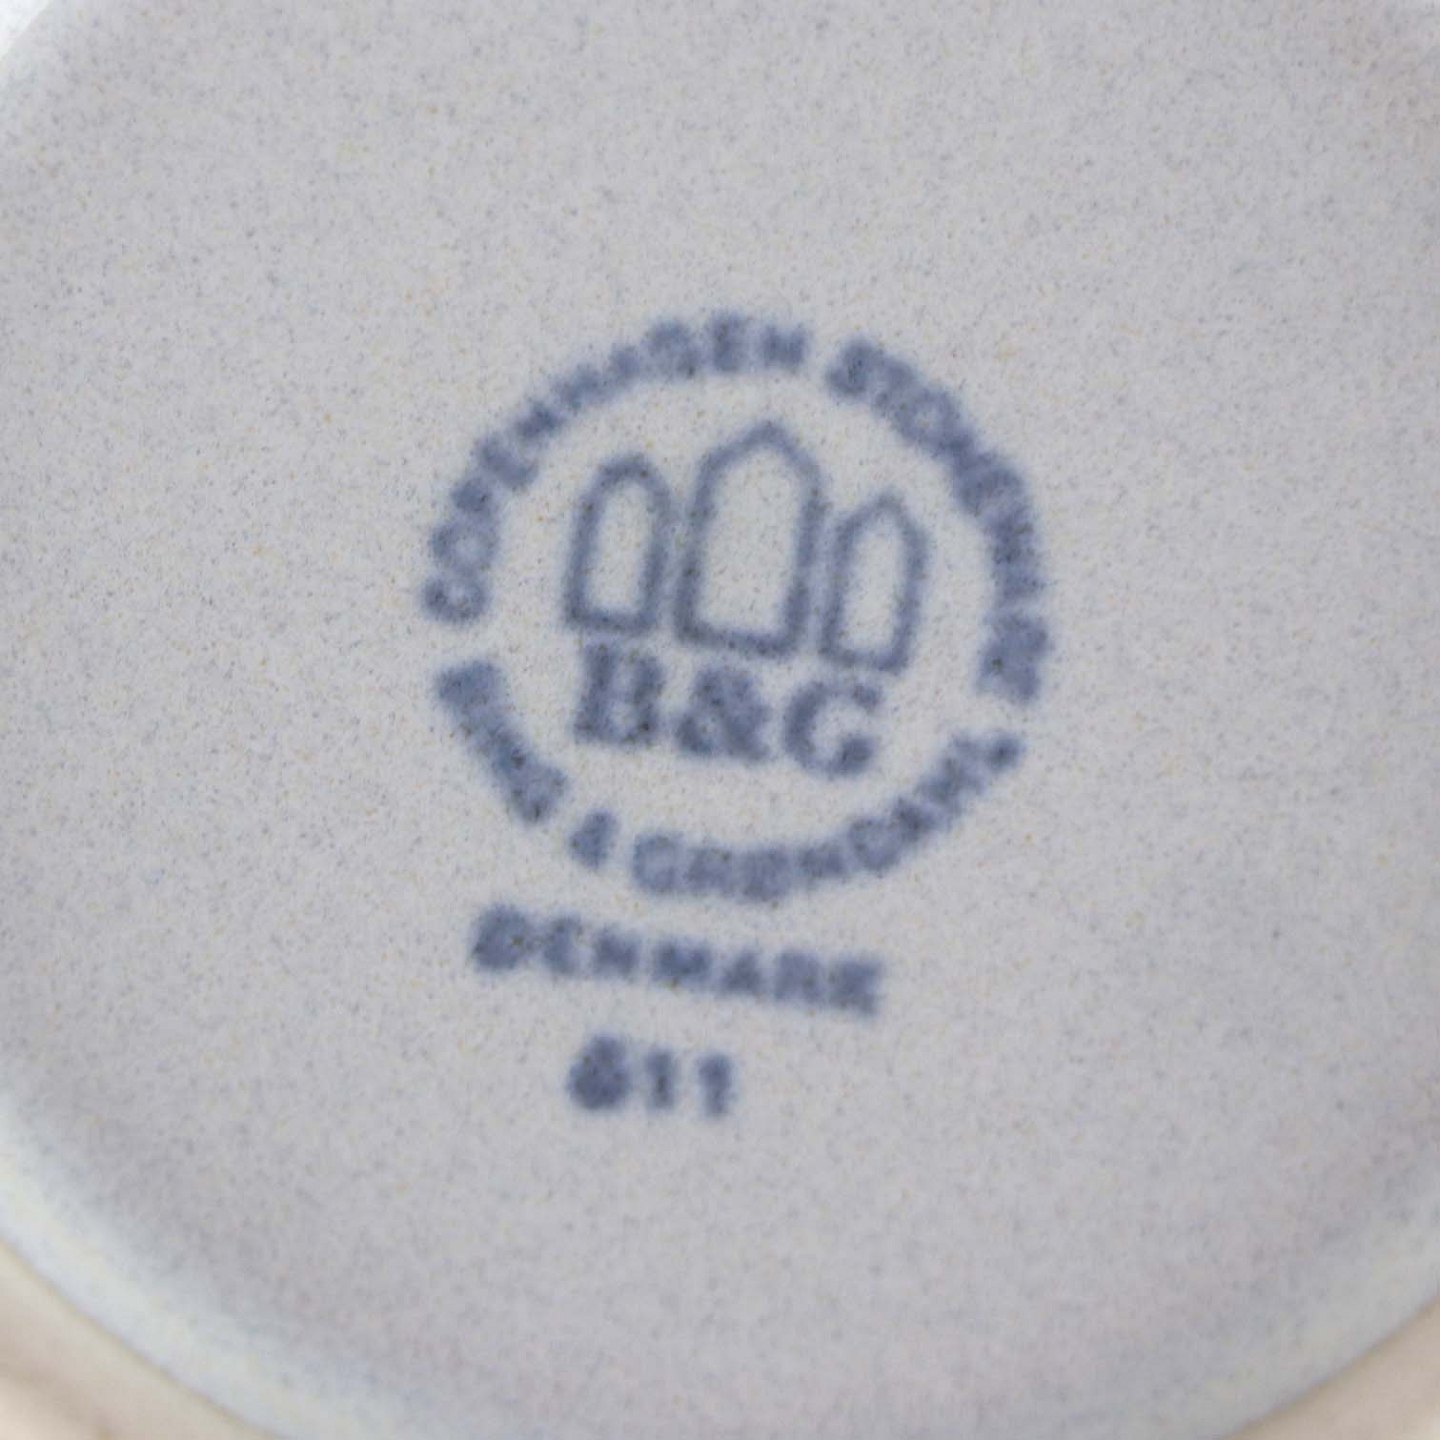 COPENHAGEN STONEWARE
B&G
BING & GRØNDAHL
DENMARK
611